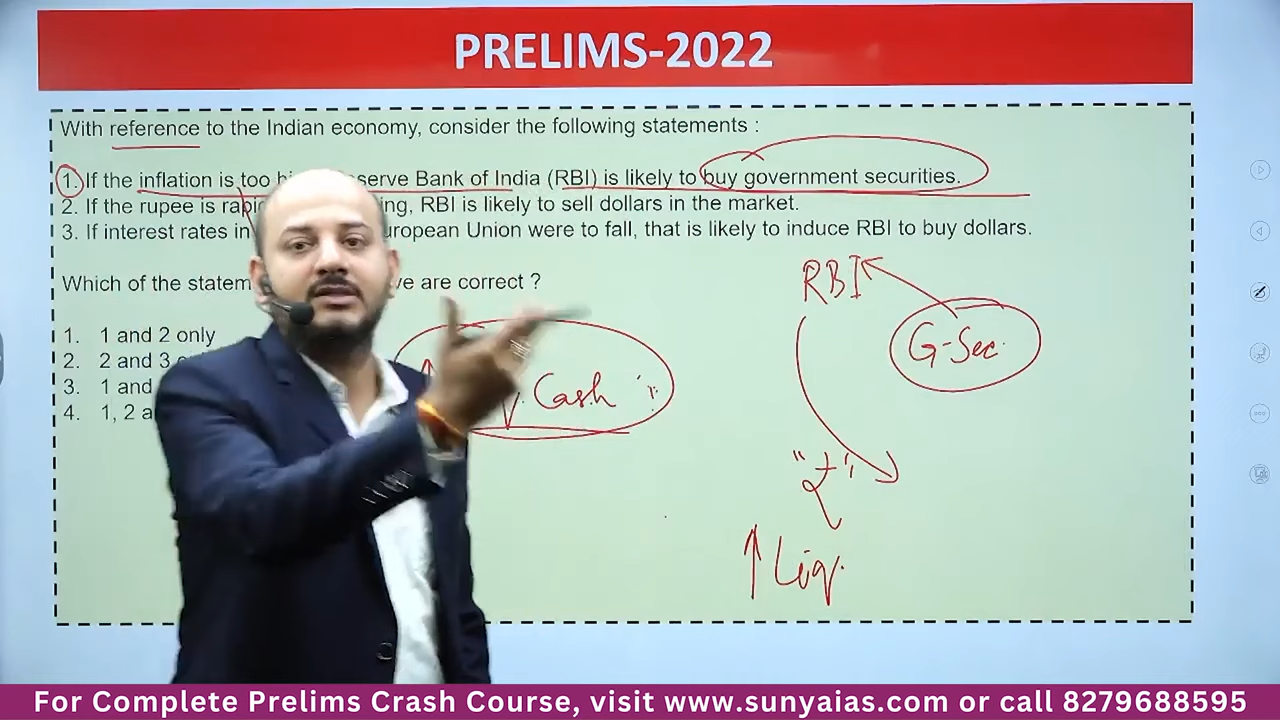 PRELIMS-2022
With reference to the Indian economy, consider the following statements :
1. If the inflation is too serve Bank of India (RBI) is likely to buy government securities.
2. If the rupee is ing, RBI is likely to sell dollars in the market.
3. If interest rates in uropean Union were to fall, that is likely to induce RBI to buy dollars.
Which of the are correct ?
1. 1 and 2 only
2. 2 and 3
3. 1 and
4. 1, 2
RBI
G-Sec
Cash
"₹"
↑ Liq.
For Complete Prelims Crash Course, visit www.sunyaias.com or call 8279688595